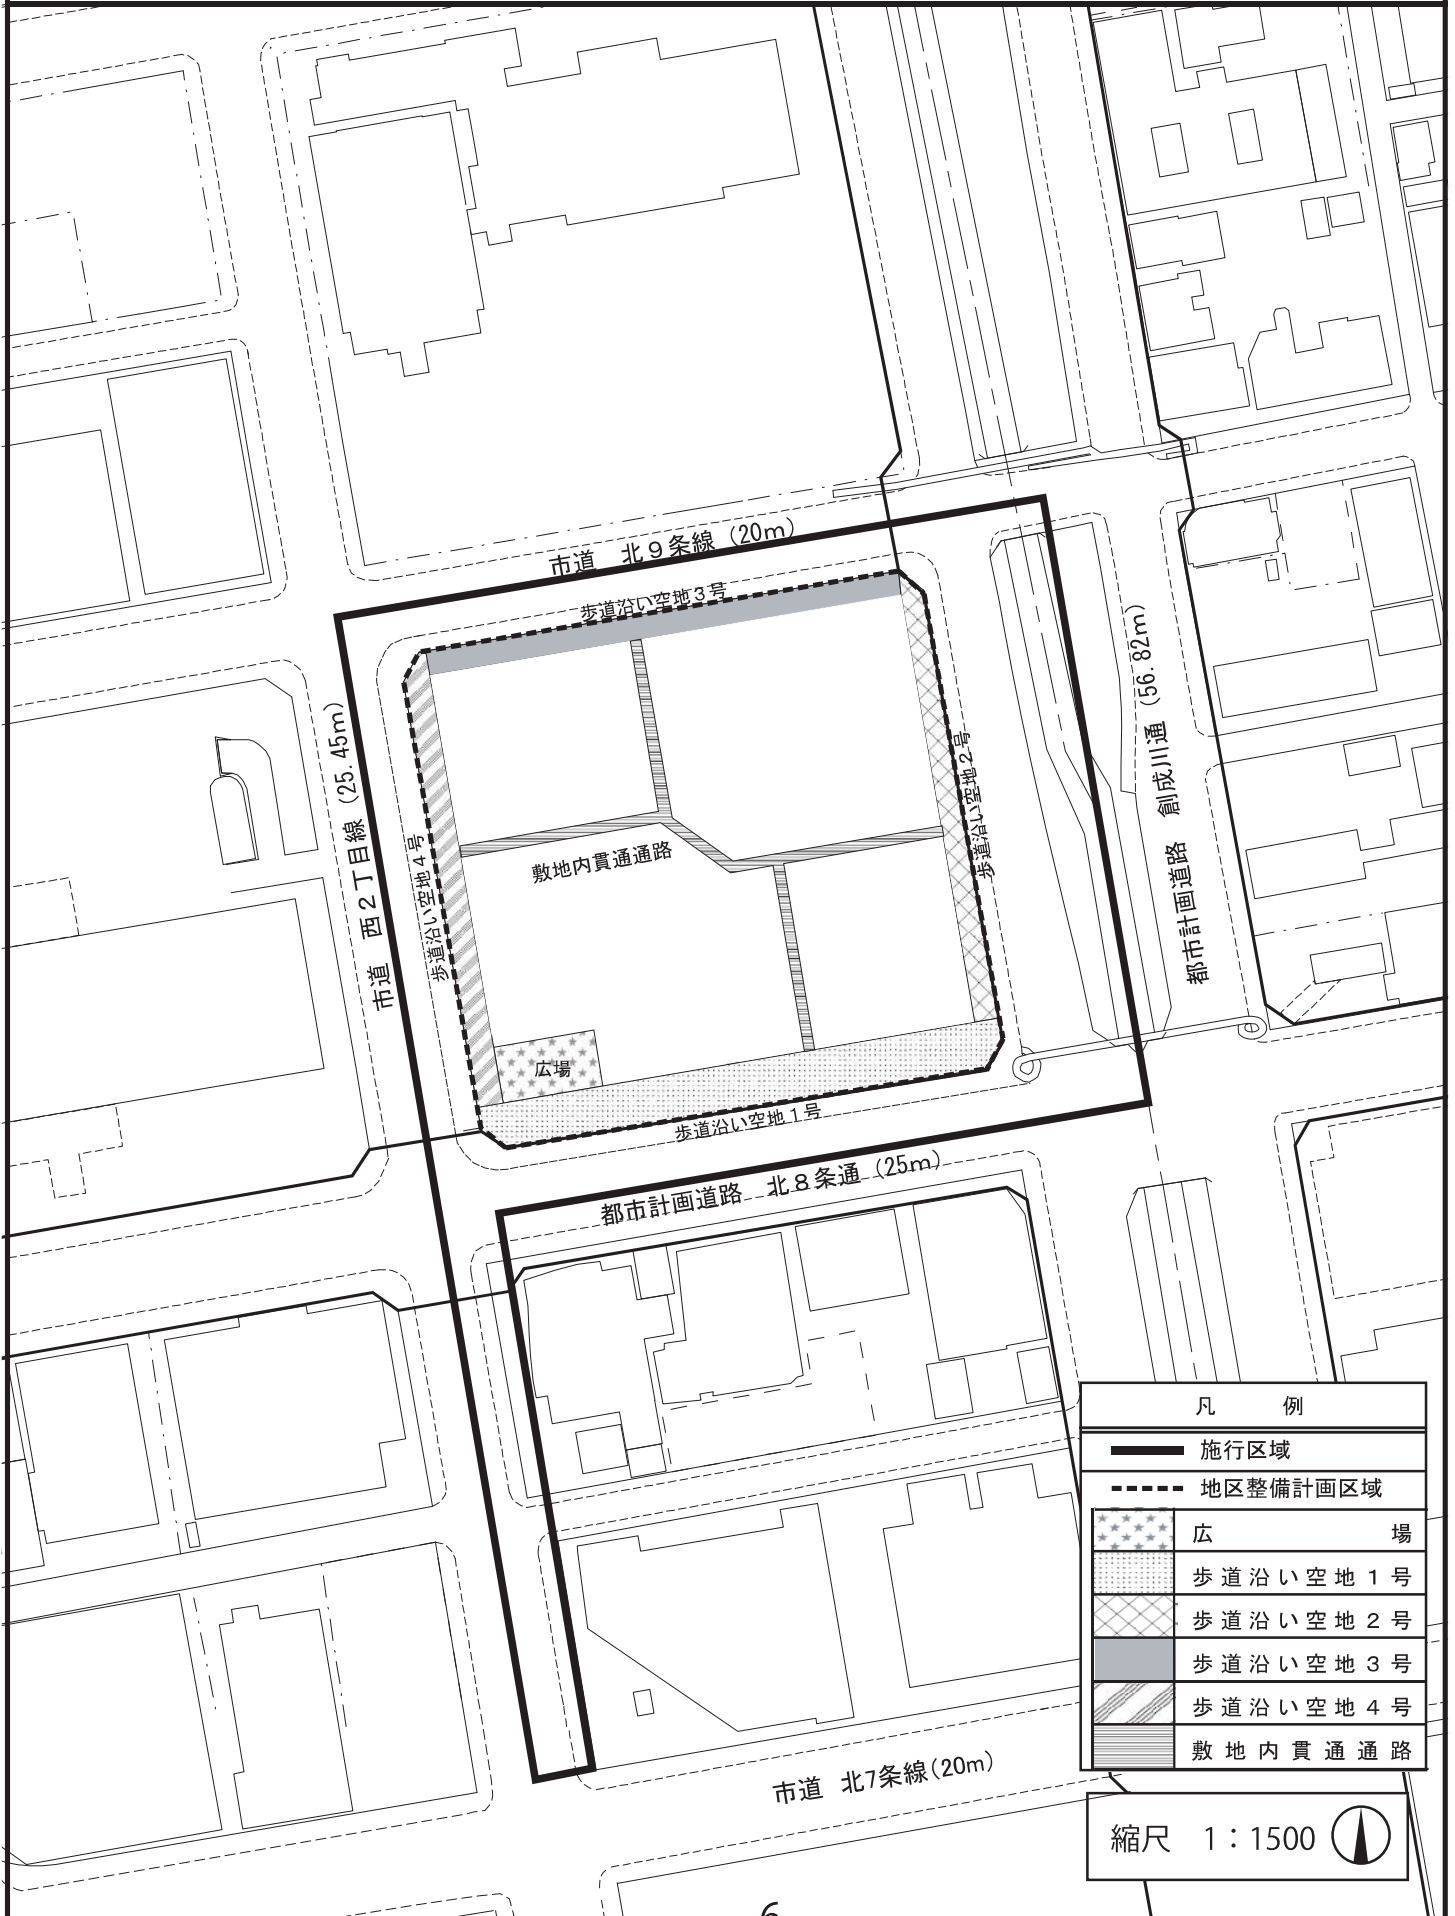 市道 北9条線 (20m)
歩道沿い空地3号
市道 西2丁目線 (25.45m)
歩道沿い空地4号
敷地内貫通通路
歩道沿い空地2号
都市計画道路 創成川通 (56.82m)
広場
歩道沿い空地1号
都市計画道路 北8条通 (25m)
市道 北7条線(20m)
凡例
施行区域
地区整備計画区域
広場
歩道沿い空地1号
歩道沿い空地2号
歩道沿い空地3号
歩道沿い空地4号
敷地内貫通通路
縮尺 1:1500